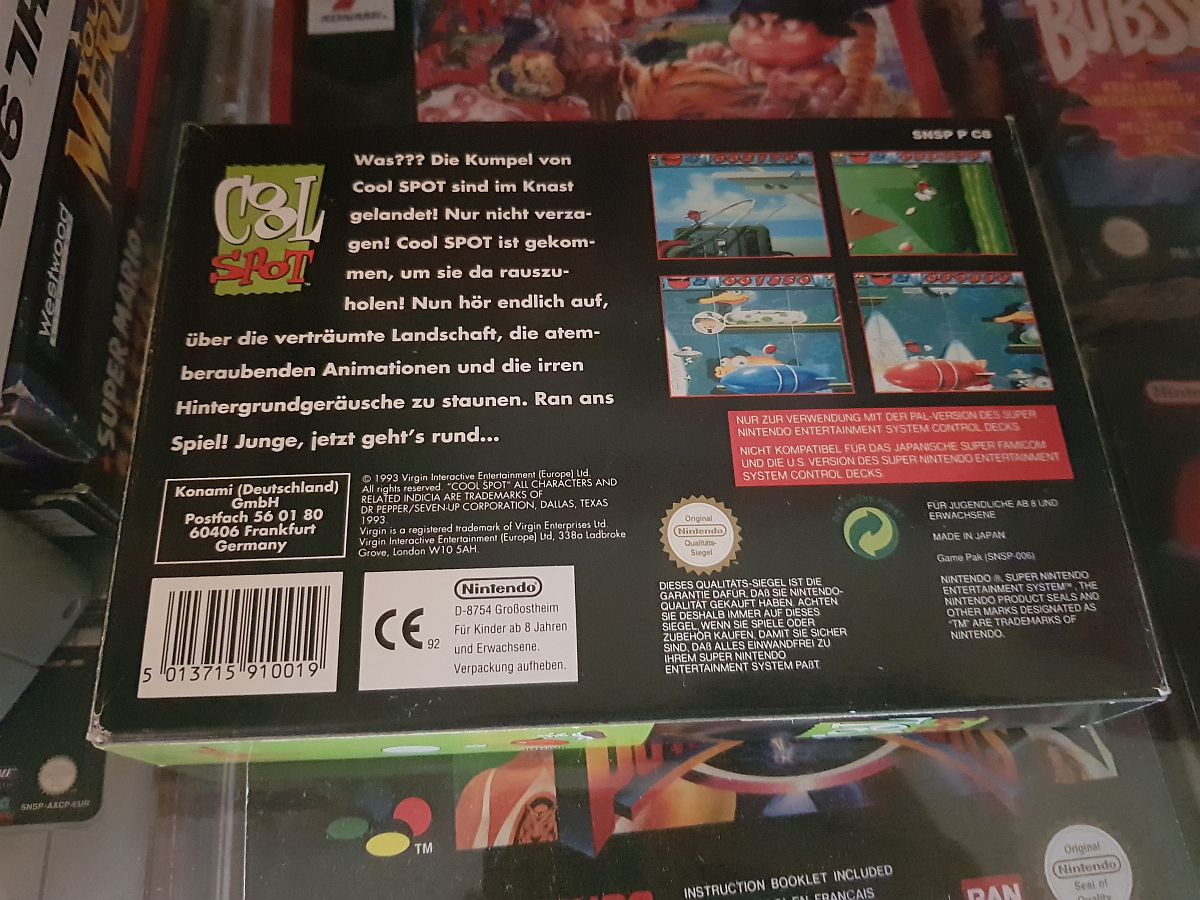 KONAMI
BUBSY
Westwood
SUPER MARIO
SNSP P C8
COOL
SPOT
Was??? Die Kumpel von
Cool SPOT sind im Knast
gelandet! Nur nicht verza-
gen! Cool SPOT ist gekom-
men, um sie da rauszu-
holen! Nun hör endlich auf,
über die verträumte Landschaft, die atem-
beraubenden Animationen und die irren
Hintergrundgeräusche zu staunen. Ran ans
Spiel! Junge, jetzt geht's rund...
NUR ZUR VERWENDUNG MIT DER PAL-VERSION DES SUPER
NINTENDO ENTERTAINMENT SYSTEM CONTROL DECKS.
NICHT KOMPATIBEL FÜR DAS JAPANISCHE SUPER FAMICOM
UND DIE U.S. VERSION DES SUPER NINTENDO ENTERTAINMENT
SYSTEM CONTROL DECKS.
Konami (Deutschland)
GmbH
Postfach 56 01 80
60406 Frankfurt
Germany
© 1993 Virgin Interactive Entertainment (Europe) Ltd.
All rights reserved. "COOL SPOT" ALL CHARACTERS AND
RELATED INDICIA ARE TRADEMARKS OF
DR PEPPER/SEVEN-UP CORPORATION, DALLAS, TEXAS
1993.
Virgin is a registered trademark of Virgin Enterprises Ltd.
Virgin Interactive Entertainment (Europe) Ltd, 338a Ladbroke
Grove, London W10 5AH.
Original
Nintendo
Qualitäts-
Siegel
DER GRÜNE PUNKT
FÜR JUGENDLICHE AB 8 UND
ERWACHSENE
MADE IN JAPAN
Game Pak (SNSP-006)
5 013715 910019
CE 92
Nintendo
D-8754 Großostheim
Für Kinder ab 8 Jahren
und Erwachsene.
Verpackung aufheben.
DIESES QUALITÄTS-SIEGEL IST DIE
GARANTIE DAFÜR, DAß SIE NINTENDO-
QUALITÄT GEKAUFT HABEN. ACHTEN
SIE DESHALB IMMER AUF DIESES
SIEGEL, WENN SIE SPIELE ODER
ZUBEHÖR KAUFEN, DAMIT SIE SICHER
SIND, DAß ALLES EINWANDFREI ZU
IHREM SUPER NINTENDO
ENTERTAINMENT SYSTEM PAßT.
NINTENDO ®, SUPER NINTENDO
ENTERTAINMENT SYSTEM™, THE
NINTENDO PRODUCT SEALS AND
OTHER MARKS DESIGNATED AS
"TM" ARE TRADEMARKS OF
NINTENDO.
SNSP-AXCP-EUR
TM
INSTRUCTION BOOKLET INCLUDED
EN FRANCAIS
BAN
Original
Nintendo
Seal of
Quality